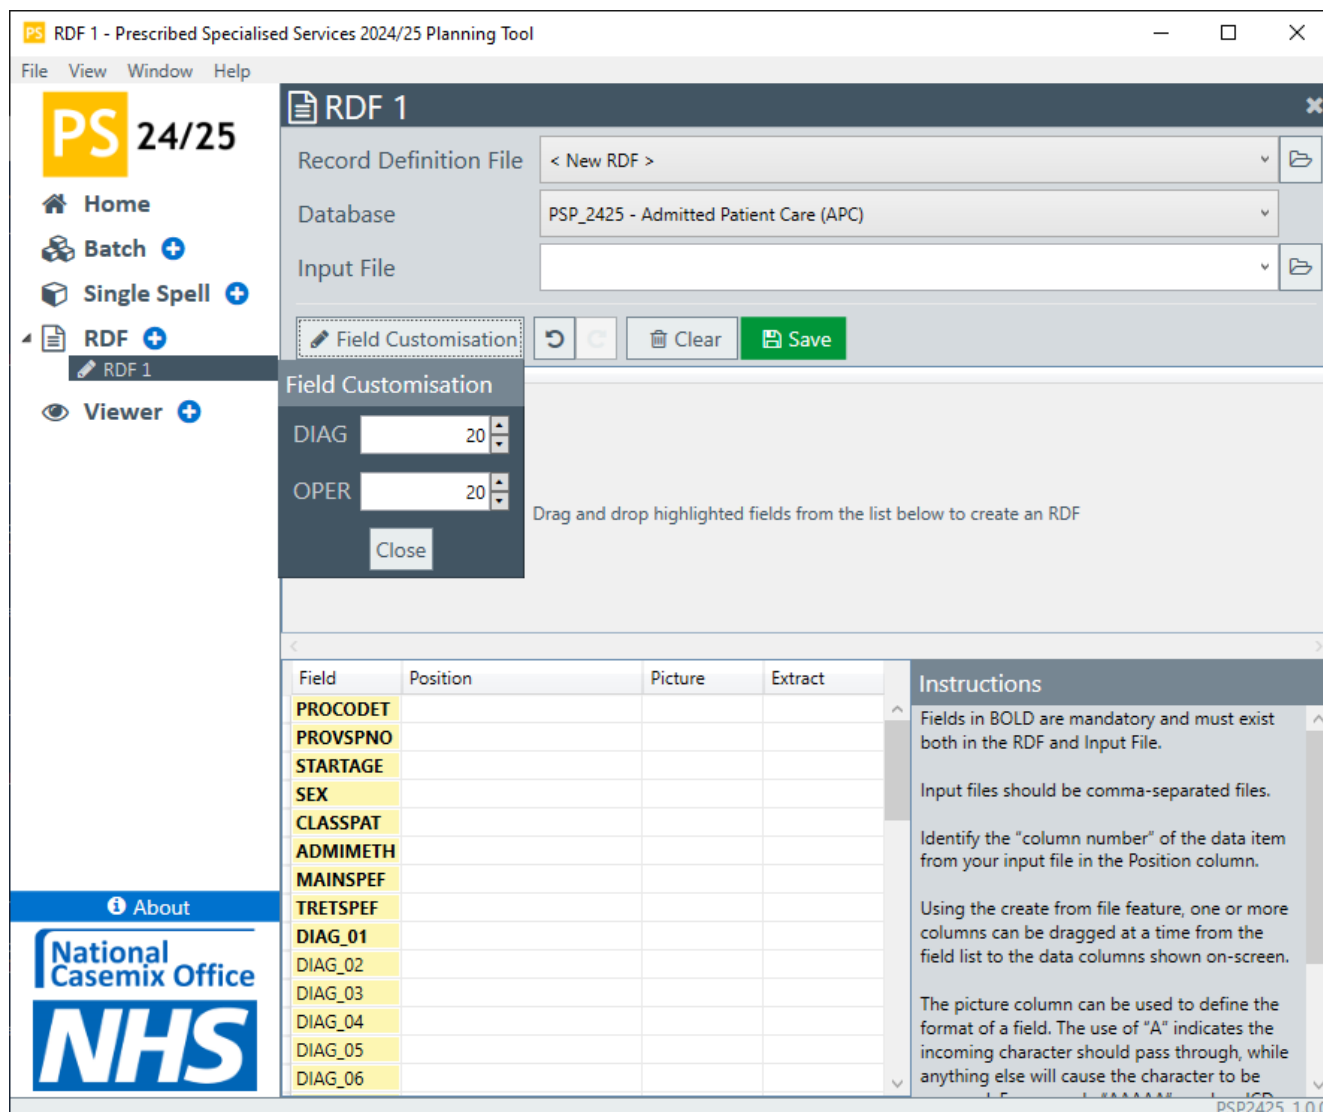 PS RDF 1 - Prescribed Specialised Services 2024/25 Planning Tool
File View Window Help
PS 24/25
Home
Batch
Single Spell
RDF
RDF 1
Viewer
About
National
Casemix Office
NHS
RDF 1
Record Definition File < New RDF >
Database PSP_2425 - Admitted Patient Care (APC)
Input File
Field Customisation Clear Save
Field Customisation
DIAG 20
OPER 20
Close
Drag and drop highlighted fields from the list below to create an RDF
Field Position Picture Extract
PROCODET
PROVSPNO
STARTAGE
SEX
CLASSPAT
ADMIMETH
MAINSPEF
TRETSPEF
DIAG_01
DIAG_02
DIAG_03
DIAG_04
DIAG_05
DIAG_06
Instructions
Fields in BOLD are mandatory and must exist
both in the RDF and Input File.
Input files should be comma-separated files.
Identify the “column number” of the data item
from your input file in the Position column.
Using the create from file feature, one or more
columns can be dragged at a time from the
field list to the data columns shown on-screen.
The picture column can be used to define the
format of a field. The use of “A” indicates the
incoming character should pass through, while
anything else will cause the character to be